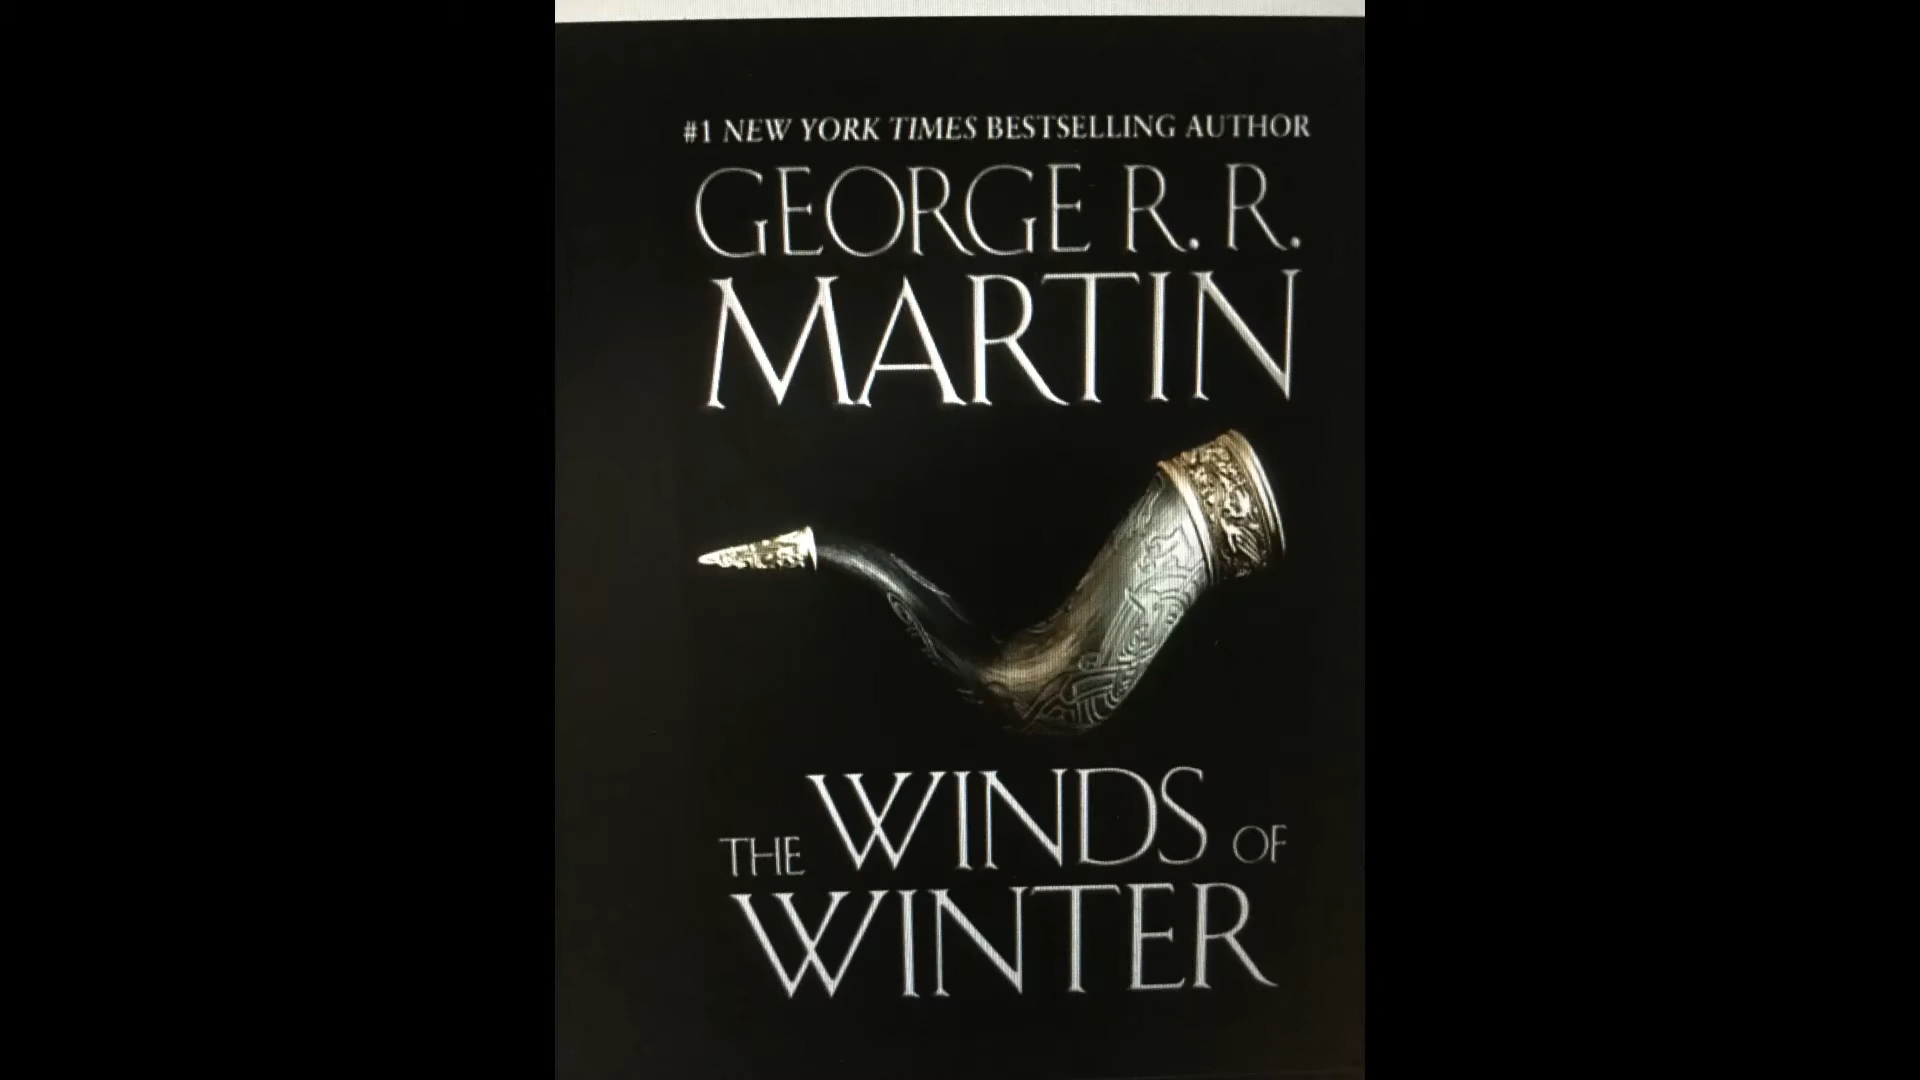 #1 NEW YORK TIMES BESTSELLING AUTHOR
GEORGE R. R.
MARTIN
THE WINDS OF
WINTER